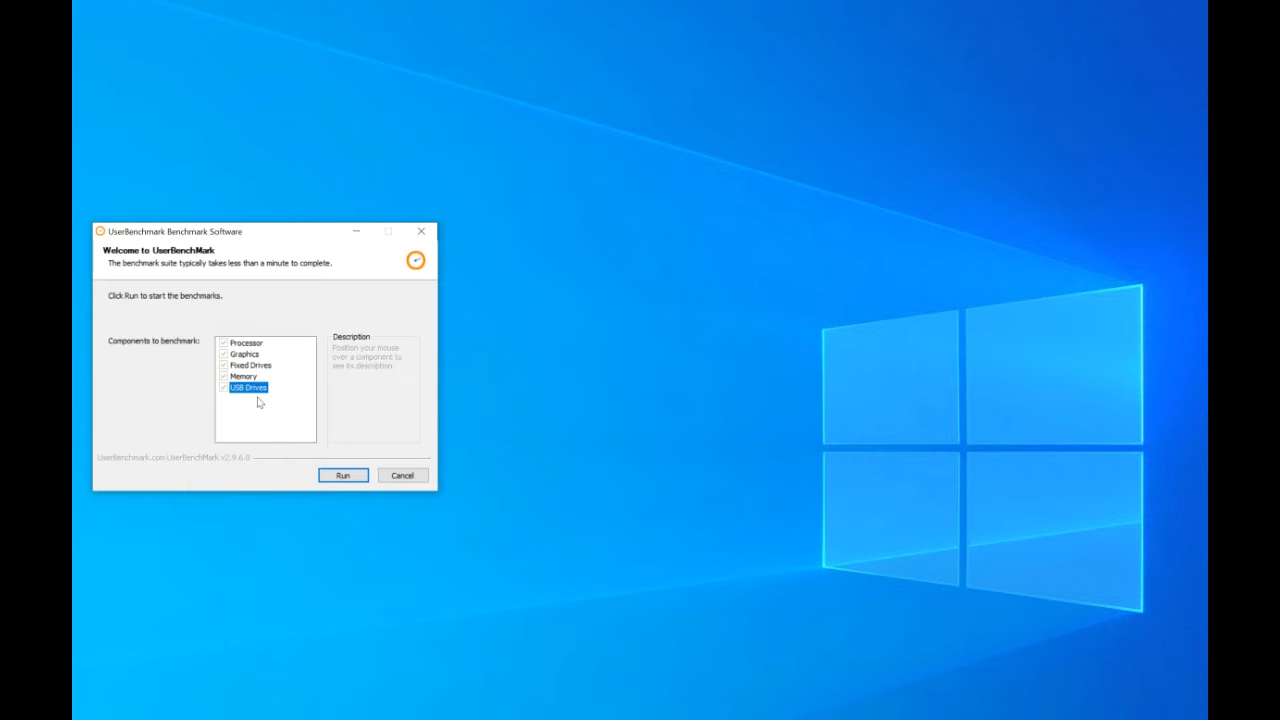 UserBenchmark Benchmark Software
Welcome to UserBenchMark
The benchmark suite typically takes less than a minute to complete.
Click Run to start the benchmarks.
Components to benchmark:
Processor
Graphics
Fixed Drives
Memory
USB Drives
Description
Position your mouse
over a component to
see its description.
UserBenchmark.com UserBenchMark v2.9.6.0
Run
Cancel